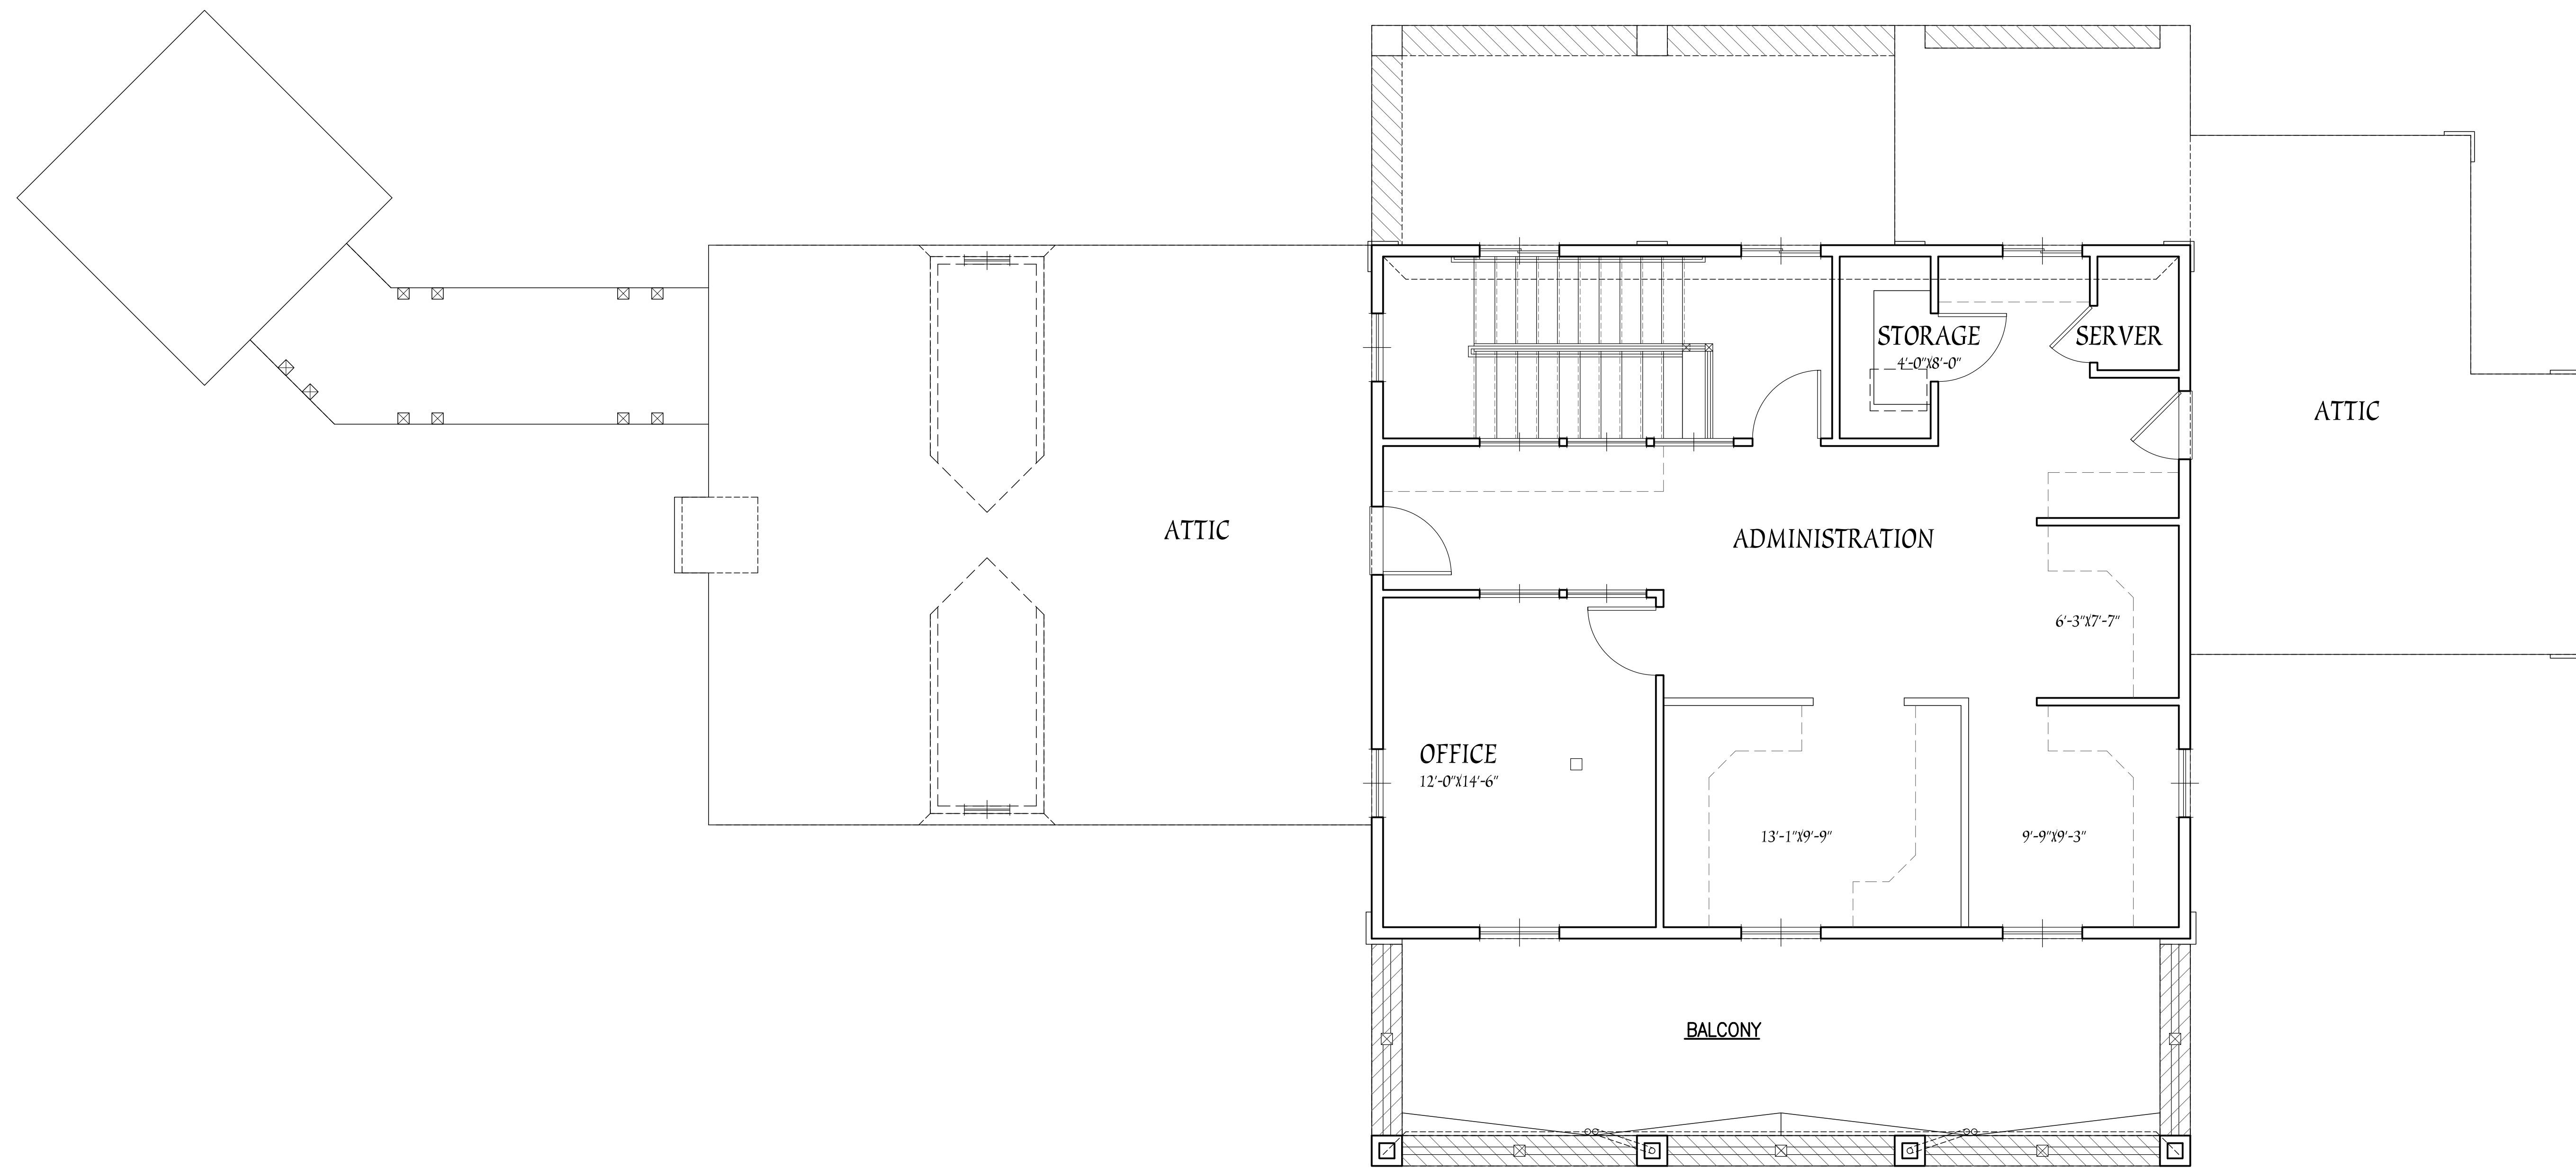 STORAGE
4'-0"X8'-0"
SERVER
ATTIC
ATTIC
ADMINISTRATION
6'-3"X7'-7"
OFFICE
12'-0"X14'-6"
13'-1"X9'-9"
9'-9"X9'-3"
BALCONY